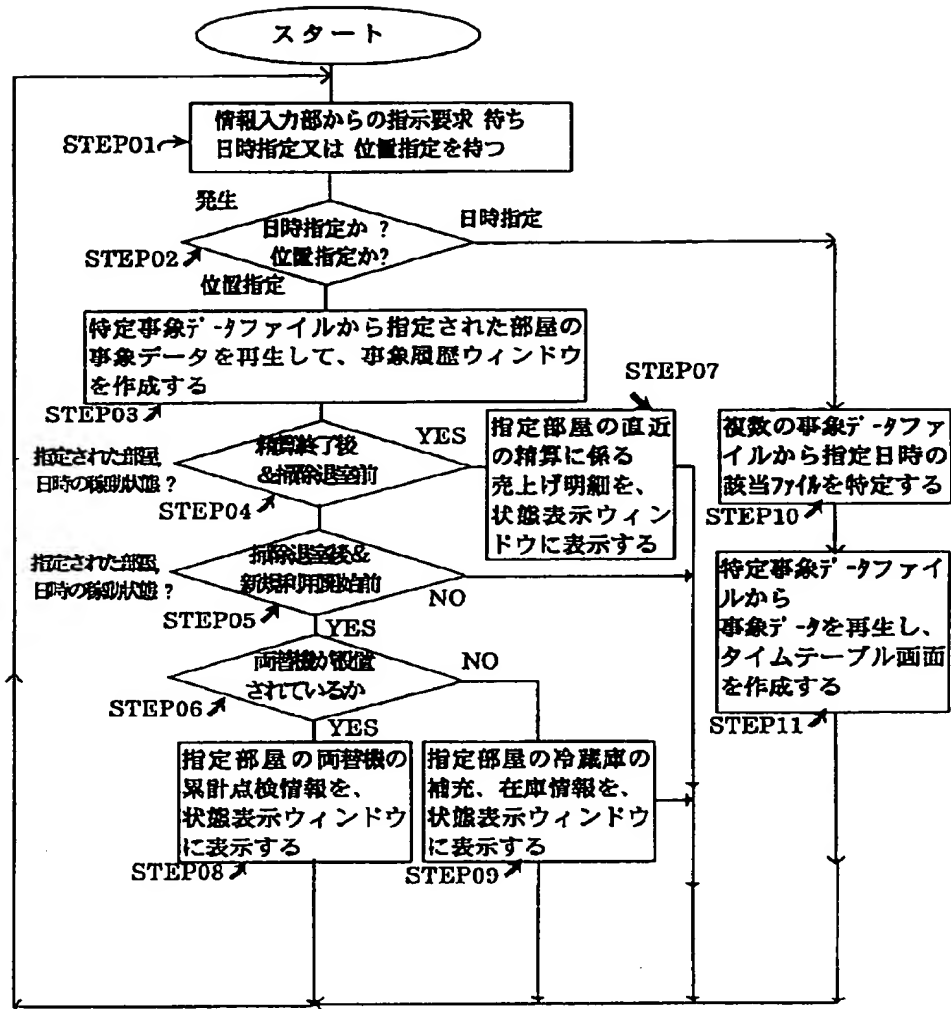 スタート
情報入力部からの指示要求 待ち
日時指定又は 位置指定を待つ
STEP01
発生
日時指定か ?
位置指定か?
日時指定
STEP02
位置指定
特定事象データファイルから指定された部屋の
事象データを再生して、事象履歴ウィンドウ
を作成する
STEP03
指定された部屋,
日時の稼動状態 ?
精算終了後
&掃除退室前
YES
STEP04
STEP07
指定部屋の直近
の精算に係る
売上げ明細を、
状態表示ウィン
ドウに表示する
複数の事象データファ
イルから指定日時の
該当ファイルを特定する
STEP10
指定された部屋,
日時の稼動状態 ?
掃除退室後&
新規利用開始前
NO
STEP05
YES
特定事象データファイ
ルから
事象データを再生し、
タイムテーブル画面
を作成する
STEP11
両替機が設置
されているか
NO
STEP06
YES
指定部屋の両替機の
累計点検情報を、
状態表示ウィンドウ
に表示する
STEP08
指定部屋の冷蔵庫の
補充、在庫情報を、
状態表示ウィンドウ
に表示する
STEP09